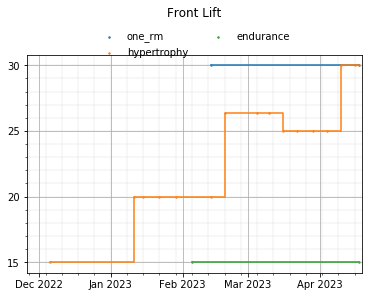 Front Lift
one_rm endurance
hypertrophy
30
25
20
15
Dec 2022 Jan 2023 Feb 2023 Mar 2023 Apr 2023